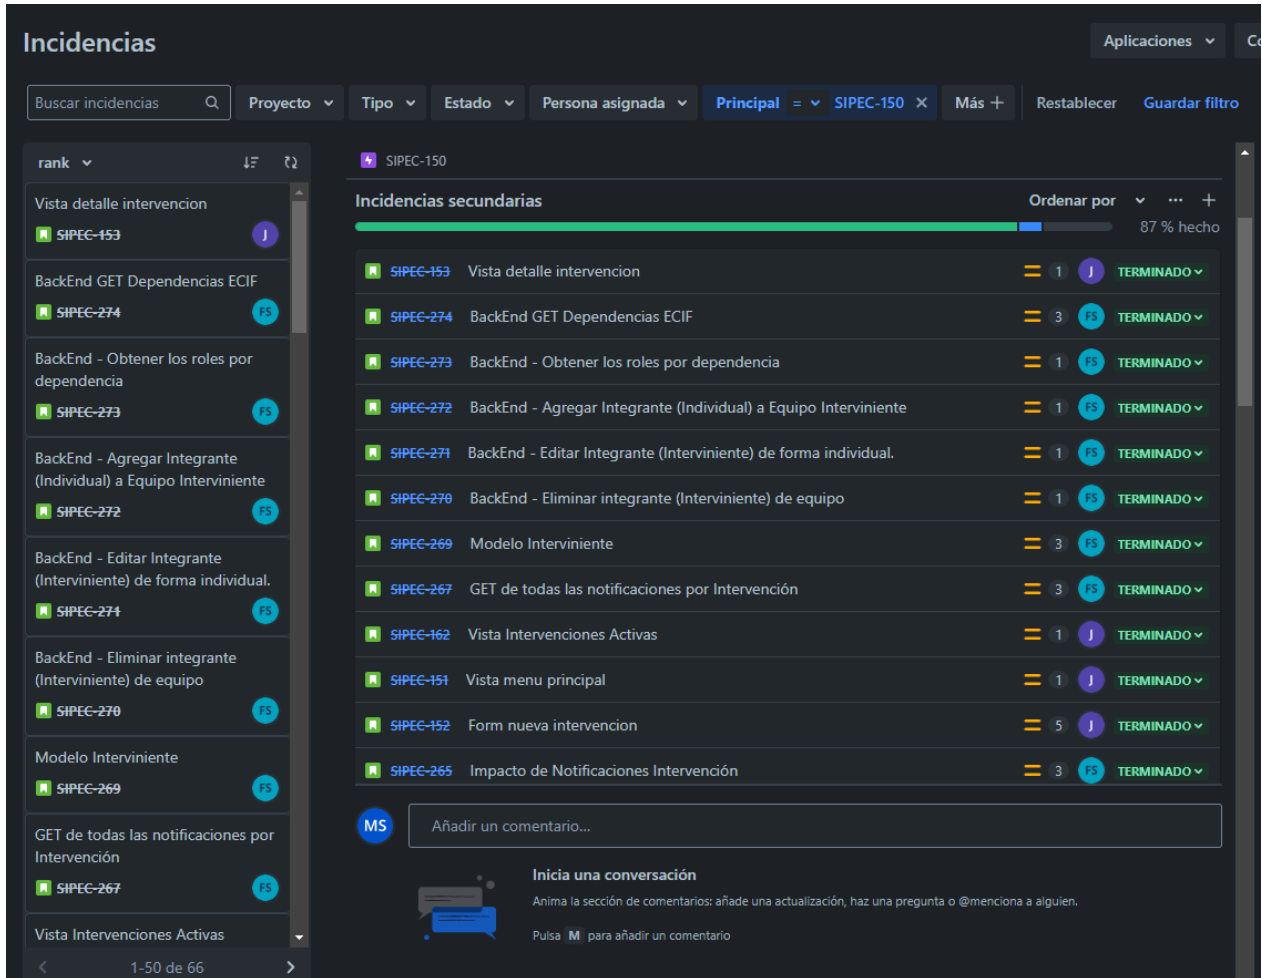 Incidencias
Aplicaciones
Buscar incidencias
Proyecto
Tipo
Estado
Persona asignada
Principal = SIPEC-150
Más
Restablecer
Guardar filtro
rank
Vista detalle intervencion
SIPEC-153
J
BackEnd GET Dependencias ECIF
SIPEC-274
FS
BackEnd - Obtener los roles por
dependencia
SIPEC-273
FS
BackEnd - Agregar Integrante
(Individual) a Equipo Interviniente
SIPEC-272
FS
BackEnd - Editar Integrante
(Interviniente) de forma individual.
SIPEC-271
FS
BackEnd - Eliminar integrante
(Interviniente) de equipo
SIPEC-270
FS
Modelo Interviniente
SIPEC-269
FS
GET de todas las notificaciones por
Intervención
SIPEC-267
FS
Vista Intervenciones Activas
1-50 de 66
SIPEC-150
Incidencias secundarias
Ordenar por
87 % hecho
SIPEC-153 Vista detalle intervencion 1 J TERMINADO
SIPEC-274 BackEnd GET Dependencias ECIF 3 FS TERMINADO
SIPEC-273 BackEnd - Obtener los roles por dependencia 1 FS TERMINADO
SIPEC-272 BackEnd - Agregar Integrante (Individual) a Equipo Interviniente 1 FS TERMINADO
SIPEC-271 BackEnd - Editar Integrante (Interviniente) de forma individual. 1 FS TERMINADO
SIPEC-270 BackEnd - Eliminar integrante (Interviniente) de equipo 1 FS TERMINADO
SIPEC-269 Modelo Interviniente 3 FS TERMINADO
SIPEC-267 GET de todas las notificaciones por Intervención 3 FS TERMINADO
SIPEC-162 Vista Intervenciones Activas 1 J TERMINADO
SIPEC-151 Vista menu principal 1 J TERMINADO
SIPEC-152 Form nueva intervencion 5 J TERMINADO
SIPEC-265 Impacto de Notificaciones Intervención 3 FS TERMINADO
MS
Añadir un comentario...
Inicia una conversación
Anima la sección de comentarios: añade una actualización, haz una pregunta o @menciona a alguien.
Pulsa M para añadir un comentario